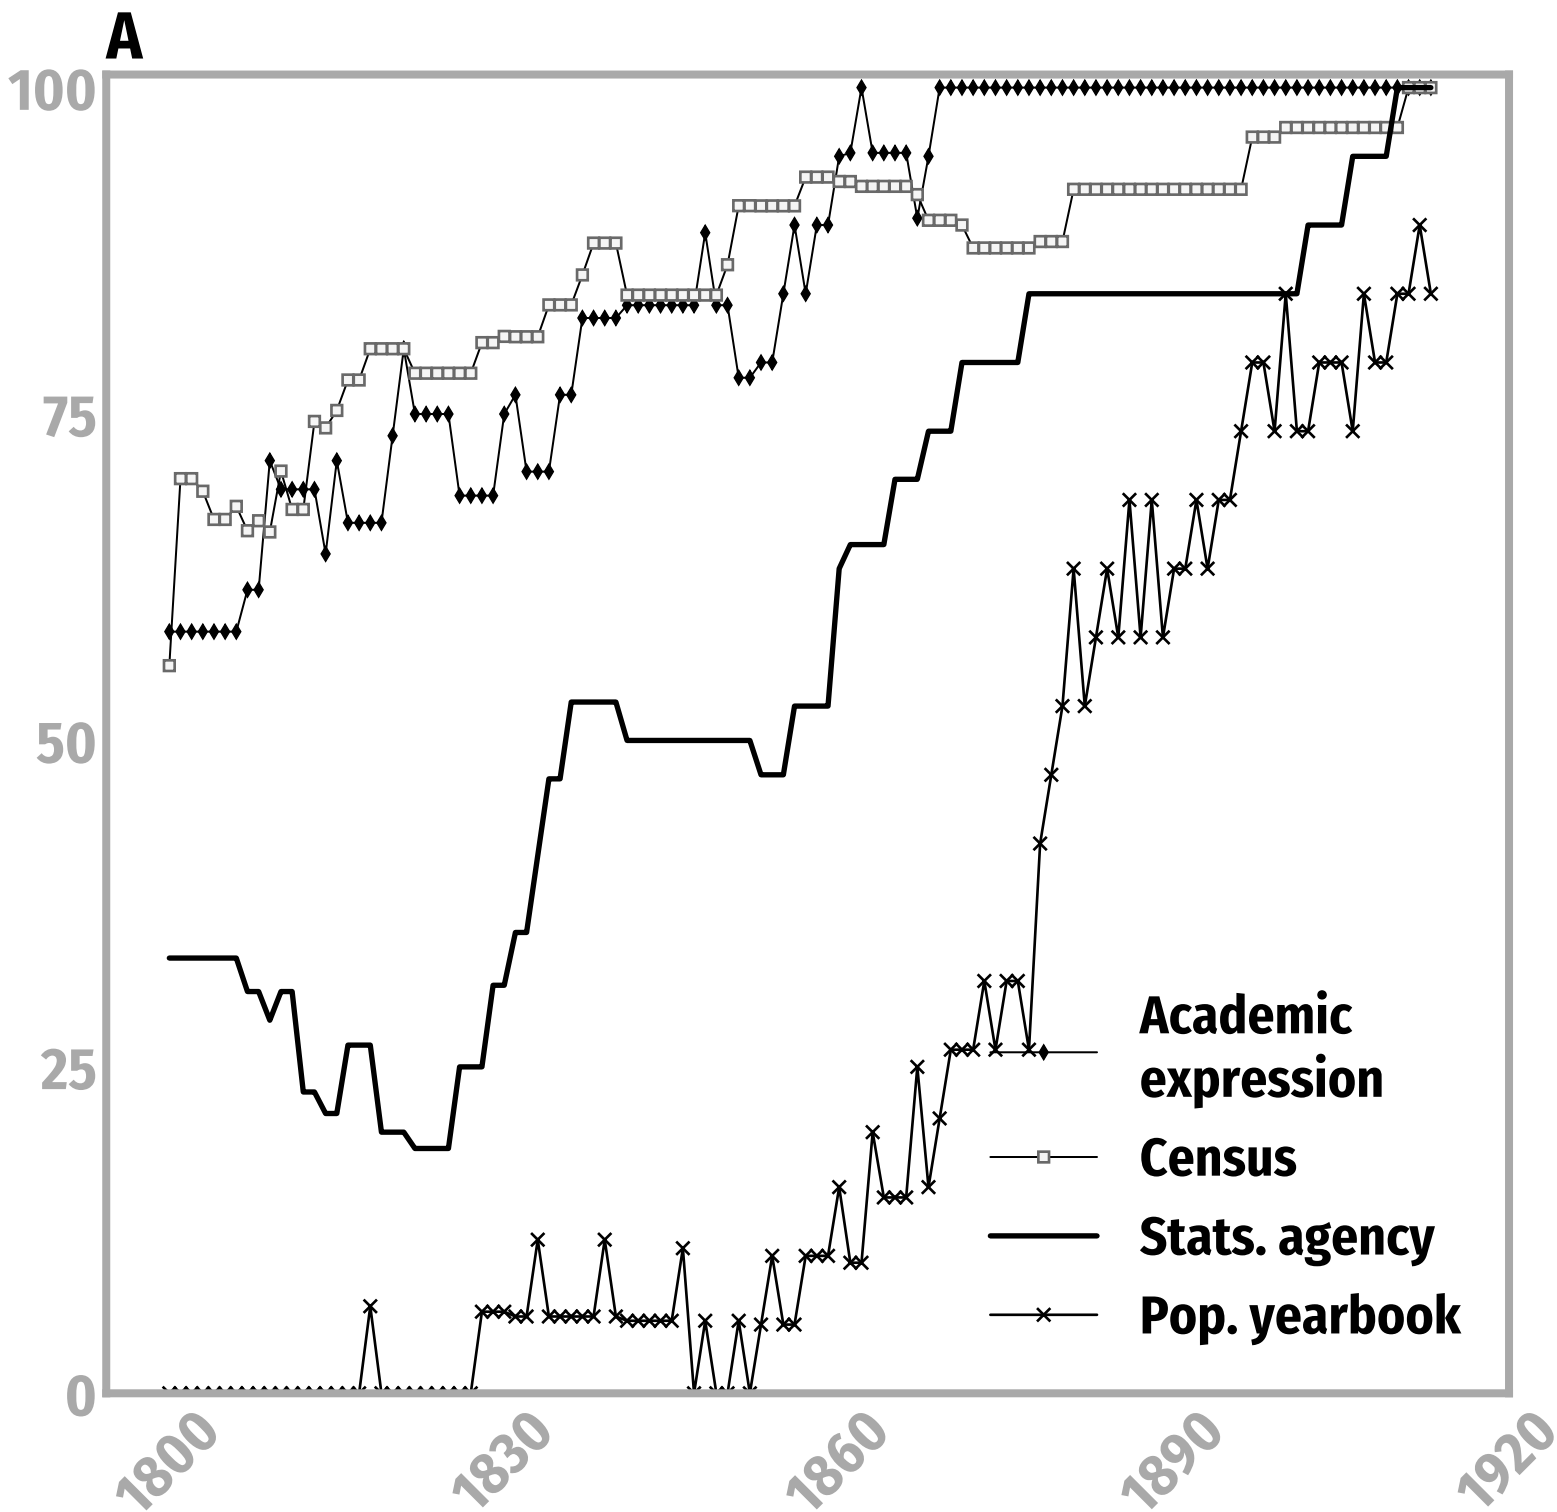 A
100
75
50
25
0
Academic
expression
Census
Stats. agency
Pop. yearbook
1800
1830
1860
1890
1920